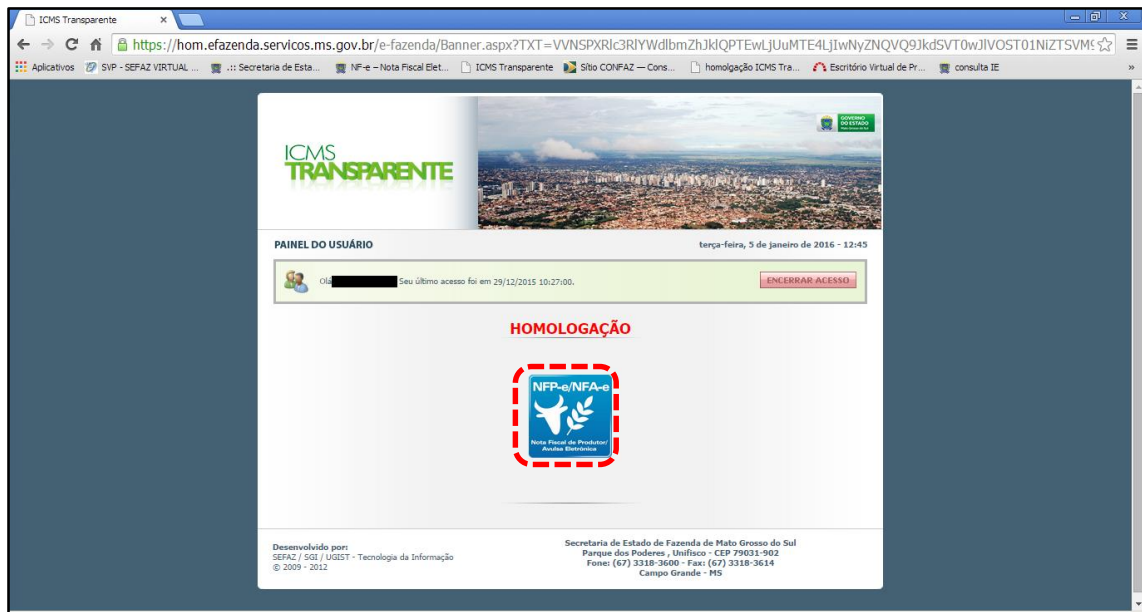 ICMS Transparente
https://hom.efazenda.servicos.ms.gov.br/e-fazenda/Banner.aspx?TXT=
Aplicativos SVP - SEFAZ VIRTUAL ... .:: Secretaria de Esta... NF-e – Nota Fiscal Elet... ICMS Transparente Sítio CONFAZ — Cons... homolgação ICMS Tra... Escritório Virtual de Pr... consulta IE »
GOVERNO
DO ESTADO
Mato Grosso do Sul
ICMS
TRANSPARENTE
PAINEL DO USUÁRIO terça-feira, 5 de janeiro de 2016 - 12:45
Olá Seu último acesso foi em 29/12/2015 10:27:00. ENCERRAR ACESSO
HOMOLOGAÇÃO
NFP-e/NFA-e
Nota Fiscal de Produtor/
Avulsa Eletrônica
Desenvolvido por:
SEFAZ / SGI / UGIST - Tecnologia da Informação
© 2009 - 2012
Secretaria de Estado de Fazenda de Mato Grosso do Sul
Parque dos Poderes , Unifisco - CEP 79031-902
Fone: (67) 3318-3600 - Fax: (67) 3318-3614
Campo Grande - MS